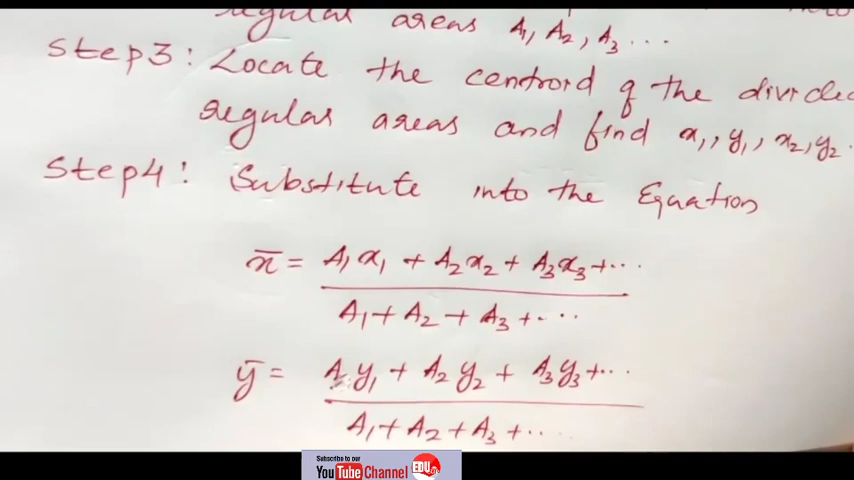 regular areas A₁, A₂, A₃ ...
Step3: Locate the centroid of the divided
regular areas and find x₁, y₁, x₂, y₂.
Step4: Substitute into the Equation
x̄ = A₁x₁ + A₂x₂ + A₃x₃ + ...
A₁ + A₂ + A₃ + ...
ȳ = A₁y₁ + A₂y₂ + A₃y₃ + ...
A₁ + A₂ + A₃ + ...
Subscribe to our
YouTube Channel EDU